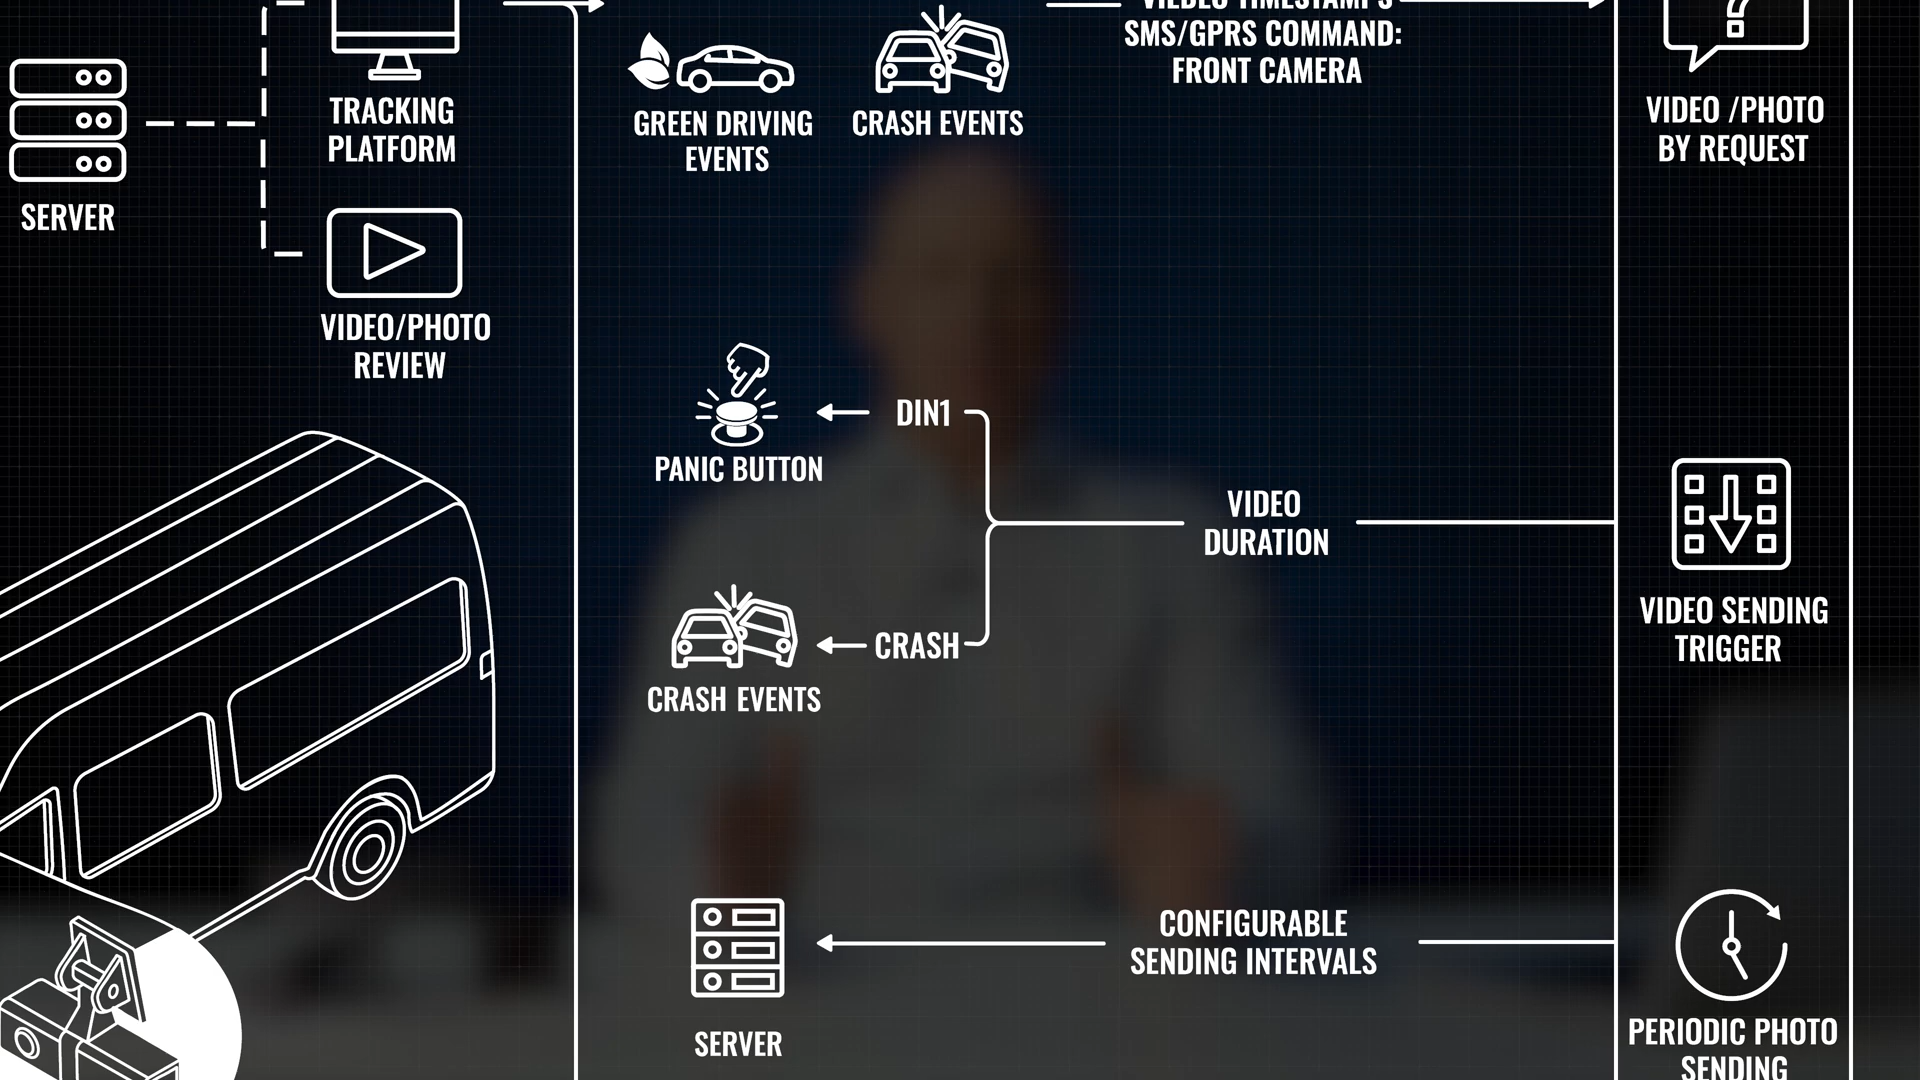 SMS/GPRS COMMAND:
FRONT CAMERA
TRACKING
PLATFORM
GREEN DRIVING
EVENTS
CRASH EVENTS
VIDEO /PHOTO
BY REQUEST
SERVER
VIDEO/PHOTO
REVIEW
DIN1
PANIC BUTTON
VIDEO
DURATION
CRASH
CRASH EVENTS
VIDEO SENDING
TRIGGER
CONFIGURABLE
SENDING INTERVALS
SERVER
PERIODIC PHOTO
SENDING